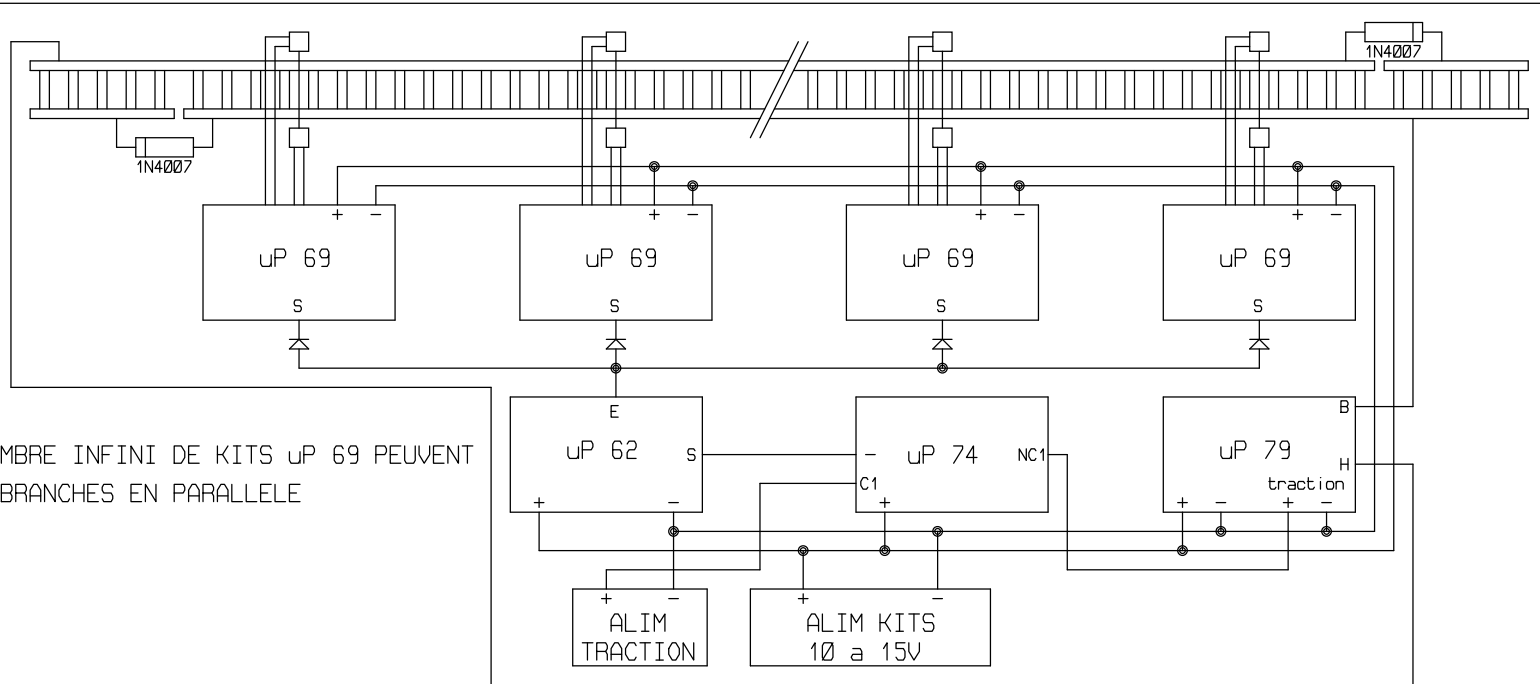 1N4007
1N4007
+ − + − + − + −
uP 69 uP 69 uP 69 uP 69
S S S S
E B
MBRE INFINI DE KITS uP 69 PEUVENT
BRANCHES EN PARALLELE
uP 62 S − uP 74 NC1 uP 79 H
C1 traction
+ − + + − + −
+ − + −
ALIM
TRACTION
ALIM KITS
10 a 15V